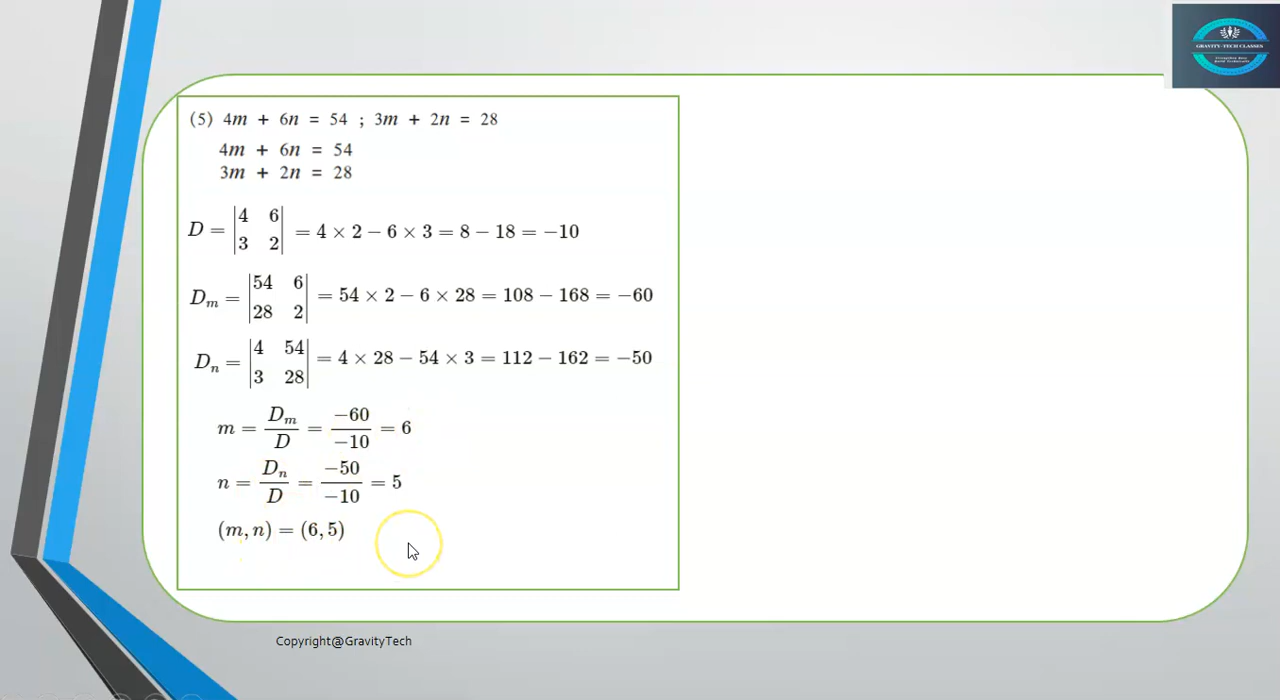 GRAVITY-TECH CLASSES
(5) 4m + 6n = 54 ; 3m + 2n = 28
4m + 6n = 54
3m + 2n = 28
D = |4 6| = 4 × 2 − 6 × 3 = 8 − 18 = −10
|3 2|
Dₘ = |54 6| = 54 × 2 − 6 × 28 = 108 − 168 = −60
|28 2|
Dₙ = |4 54| = 4 × 28 − 54 × 3 = 112 − 162 = −50
|3 28|
m = Dₘ/D = −60/−10 = 6
n = Dₙ/D = −50/−10 = 5
(m, n) = (6, 5)
Copyright@GravityTech